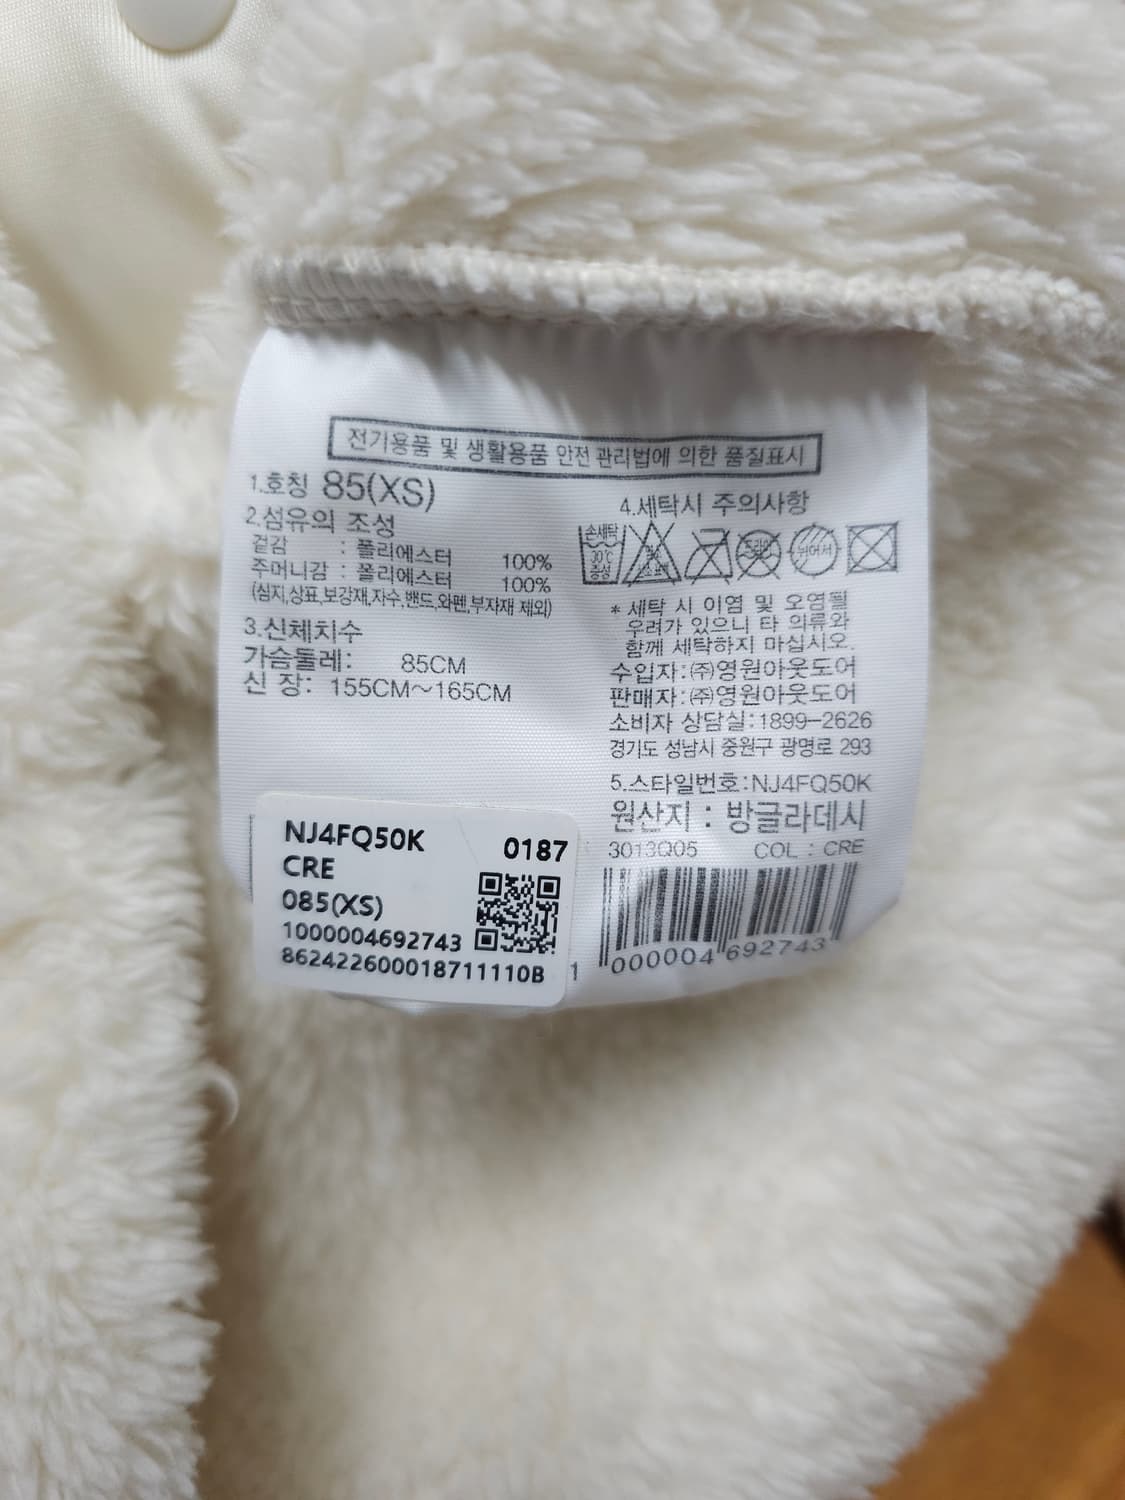 전기용품 및 생활용품 안전 관리법에 의한 품질표시
1.호칭 85(XS)
2.섬유의 조성
겉감 : 폴리에스터 100%
주머니감 : 폴리에스터 100%
(심지,상표,보강재,자수,밴드,와펜,부자재 제외)
3.신체치수
가슴둘레: 85CM
신 장: 155CM~165CM
4.세탁시 주의사항
손세탁
30℃
중성
드라이
뉘어서
* 세탁 시 이염 및 오염될
우려가 있으니 타 의류와
함께 세탁하지 마십시오.
수입자:㈜영원아웃도어
판매자:㈜영원아웃도어
소비자 상담실:1899-2626
경기도 성남시 중원구 광명로 293
5.스타일번호:NJ4FQ50K
원산지 : 방글라데시
3013Q05 COL : CRE
1 000004 692743
NJ4FQ50K 0187
CRE
085(XS)
1000004692743
862422600018711110B